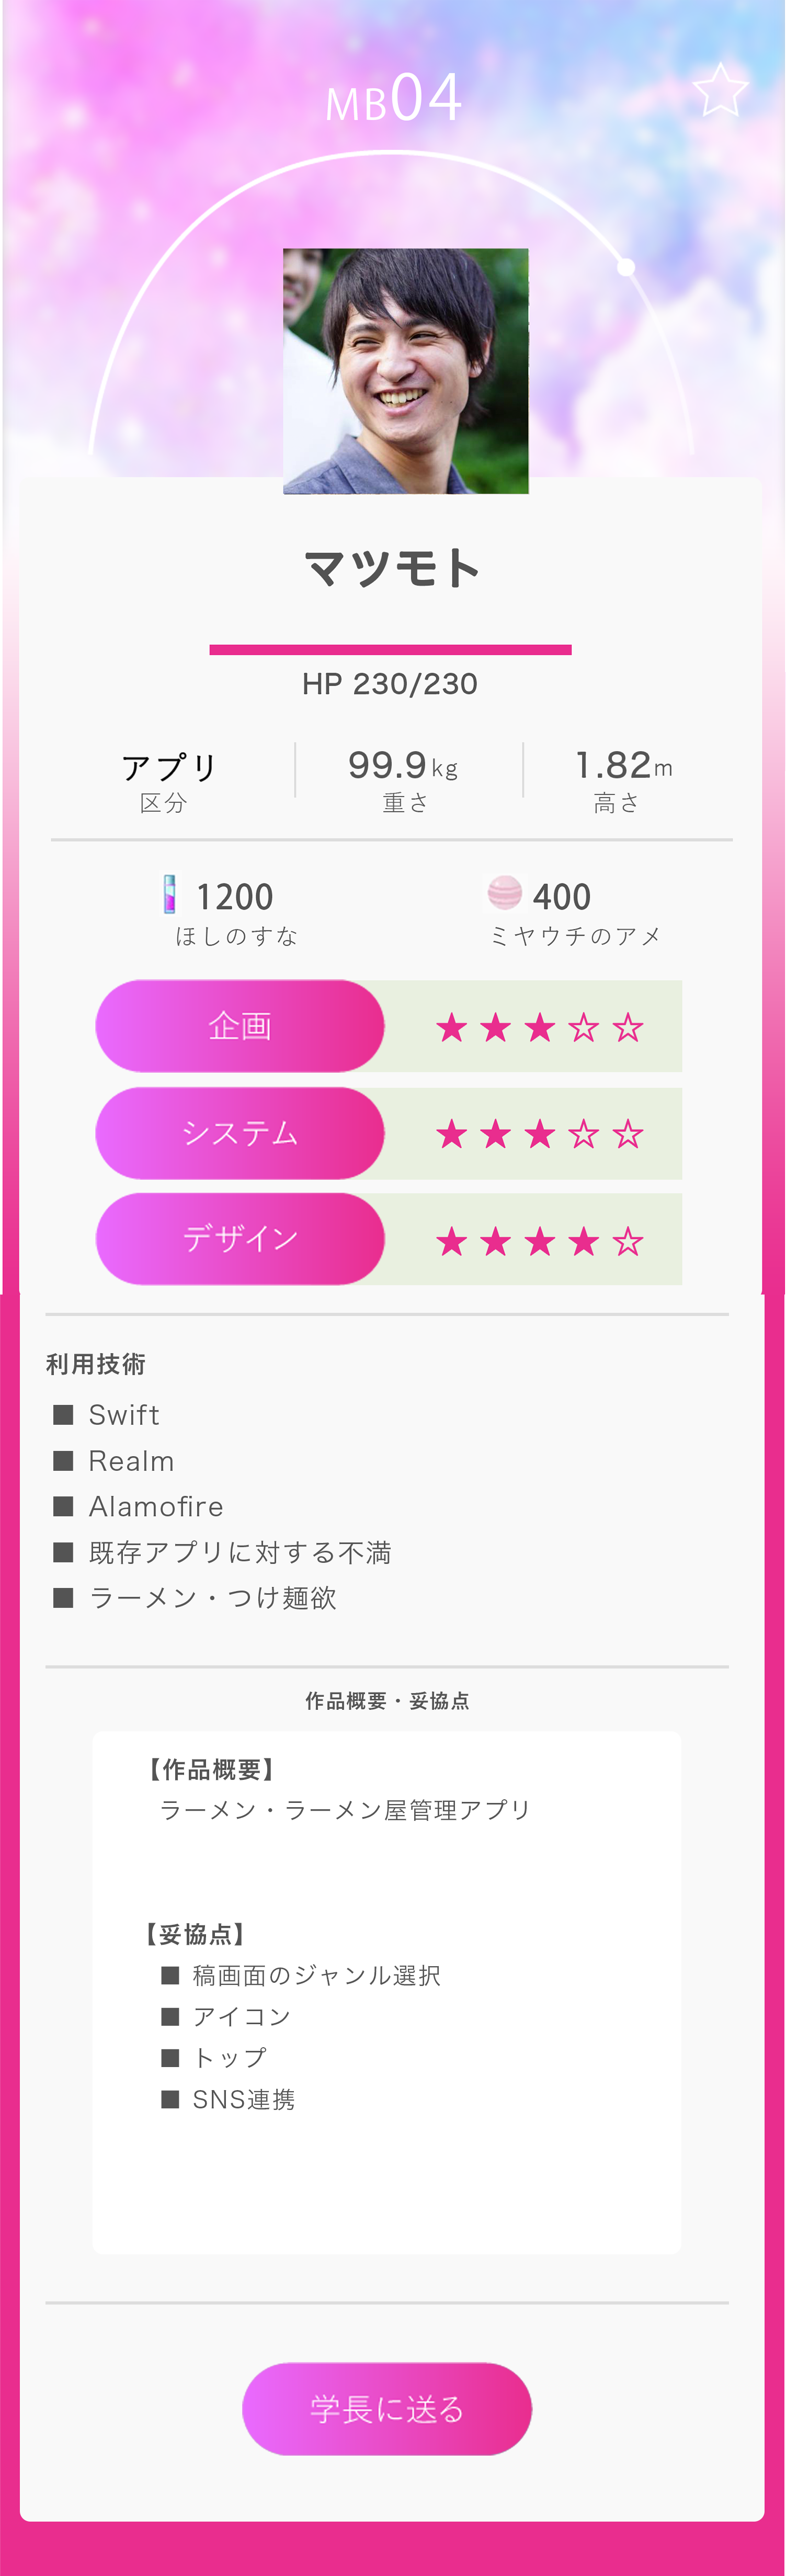 MB04
マツモト
HP 230/230
アプリ 99.9kg 1.82m
区分 重さ 高さ
1200 400
ほしのすな ミヤウチのアメ
企画 ★★★☆☆
システム ★★★☆☆
デザイン ★★★★☆
利用技術
■ Swift
■ Realm
■ Alamofire
■ 既存アプリに対する不満
■ ラーメン・つけ麺欲
作品概要・妥協点
【作品概要】
ラーメン・ラーメン屋管理アプリ
【妥協点】
■ 稿画面のジャンル選択
■ アイコン
■ トップ
■ SNS連携
学長に送る